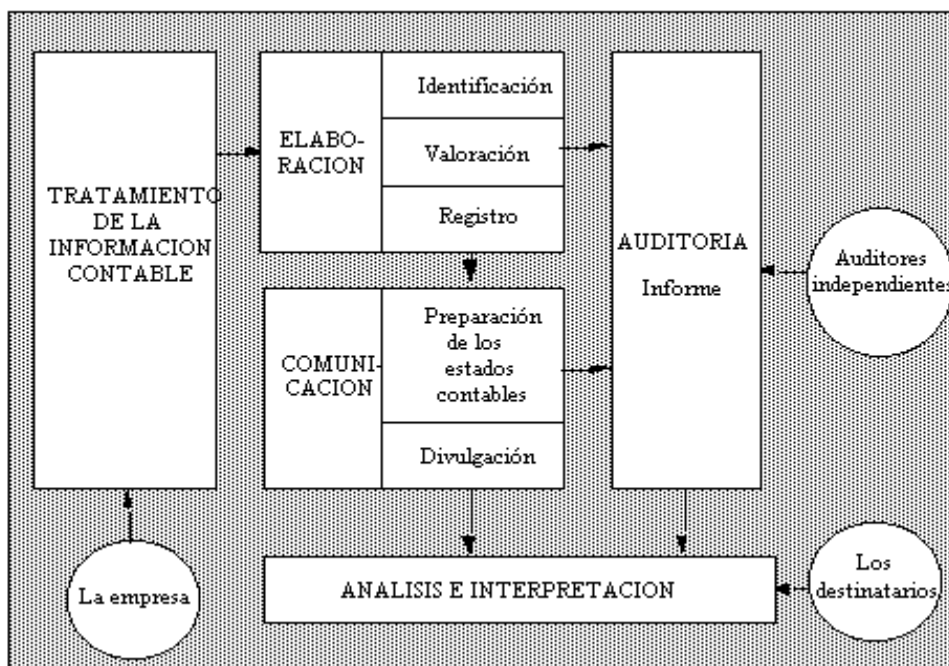 TRATAMIENTO
DE LA
INFORMACION
CONTABLE
ELABO-
RACION
Identificación
Valoración
Registro
COMUNI-
CACION
Preparación
de los
estados
contables
Divulgación
AUDITORIA
Informe
Auditores
independientes
La empresa
ANALISIS E INTERPRETACION
Los
destinatarios